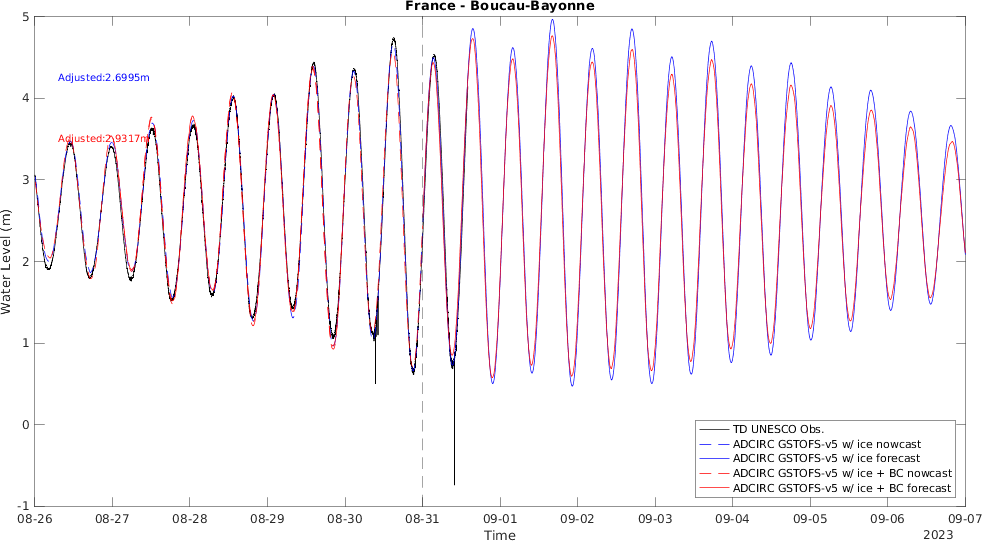 France - Boucau-Bayonne
Water Level (m)
5
4
3
2
1
0
-1
Adjusted:2.6995m
Adjusted:2.9317m
TD UNESCO Obs.
ADCIRC GSTOFS-v5 w/ ice nowcast
ADCIRC GSTOFS-v5 w/ ice forecast
ADCIRC GSTOFS-v5 w/ ice + BC nowcast
ADCIRC GSTOFS-v5 w/ ice + BC forecast
08-26 08-27 08-28 08-29 08-30 08-31 09-01 09-02 09-03 09-04 09-05 09-06 09-07
Time
2023